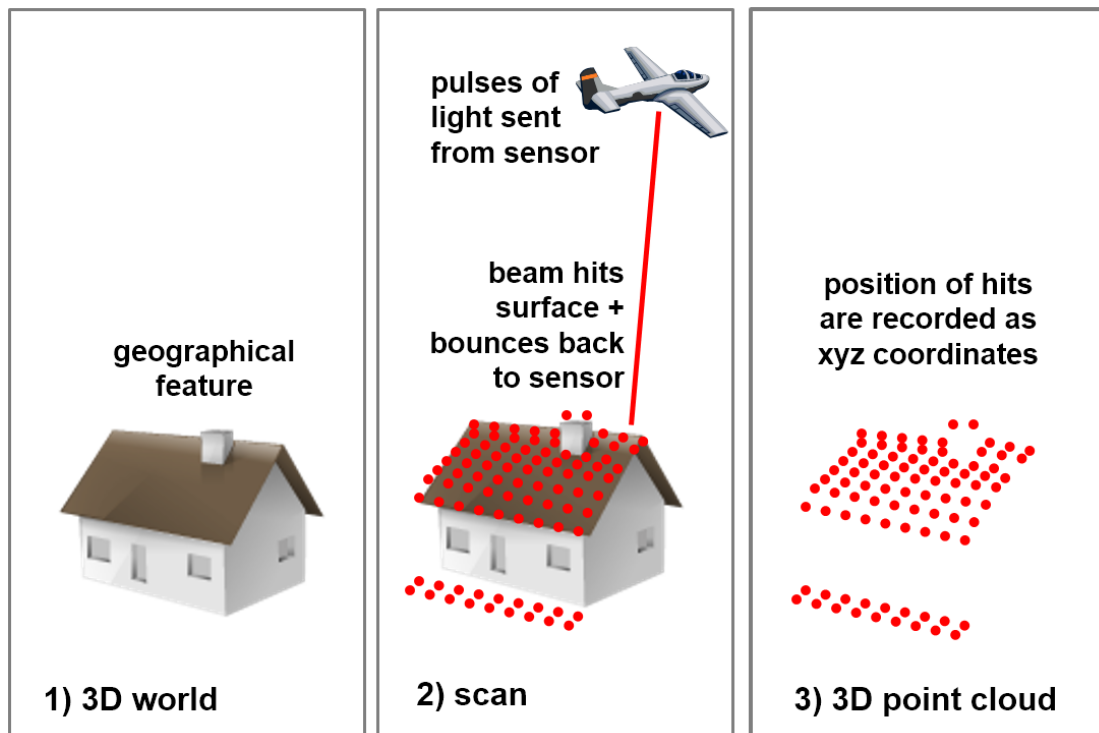 geographical
feature
1) 3D world
pulses of
light sent
from sensor
beam hits
surface +
bounces back
to sensor
2) scan
position of hits
are recorded as
xyz coordinates
3) 3D point cloud